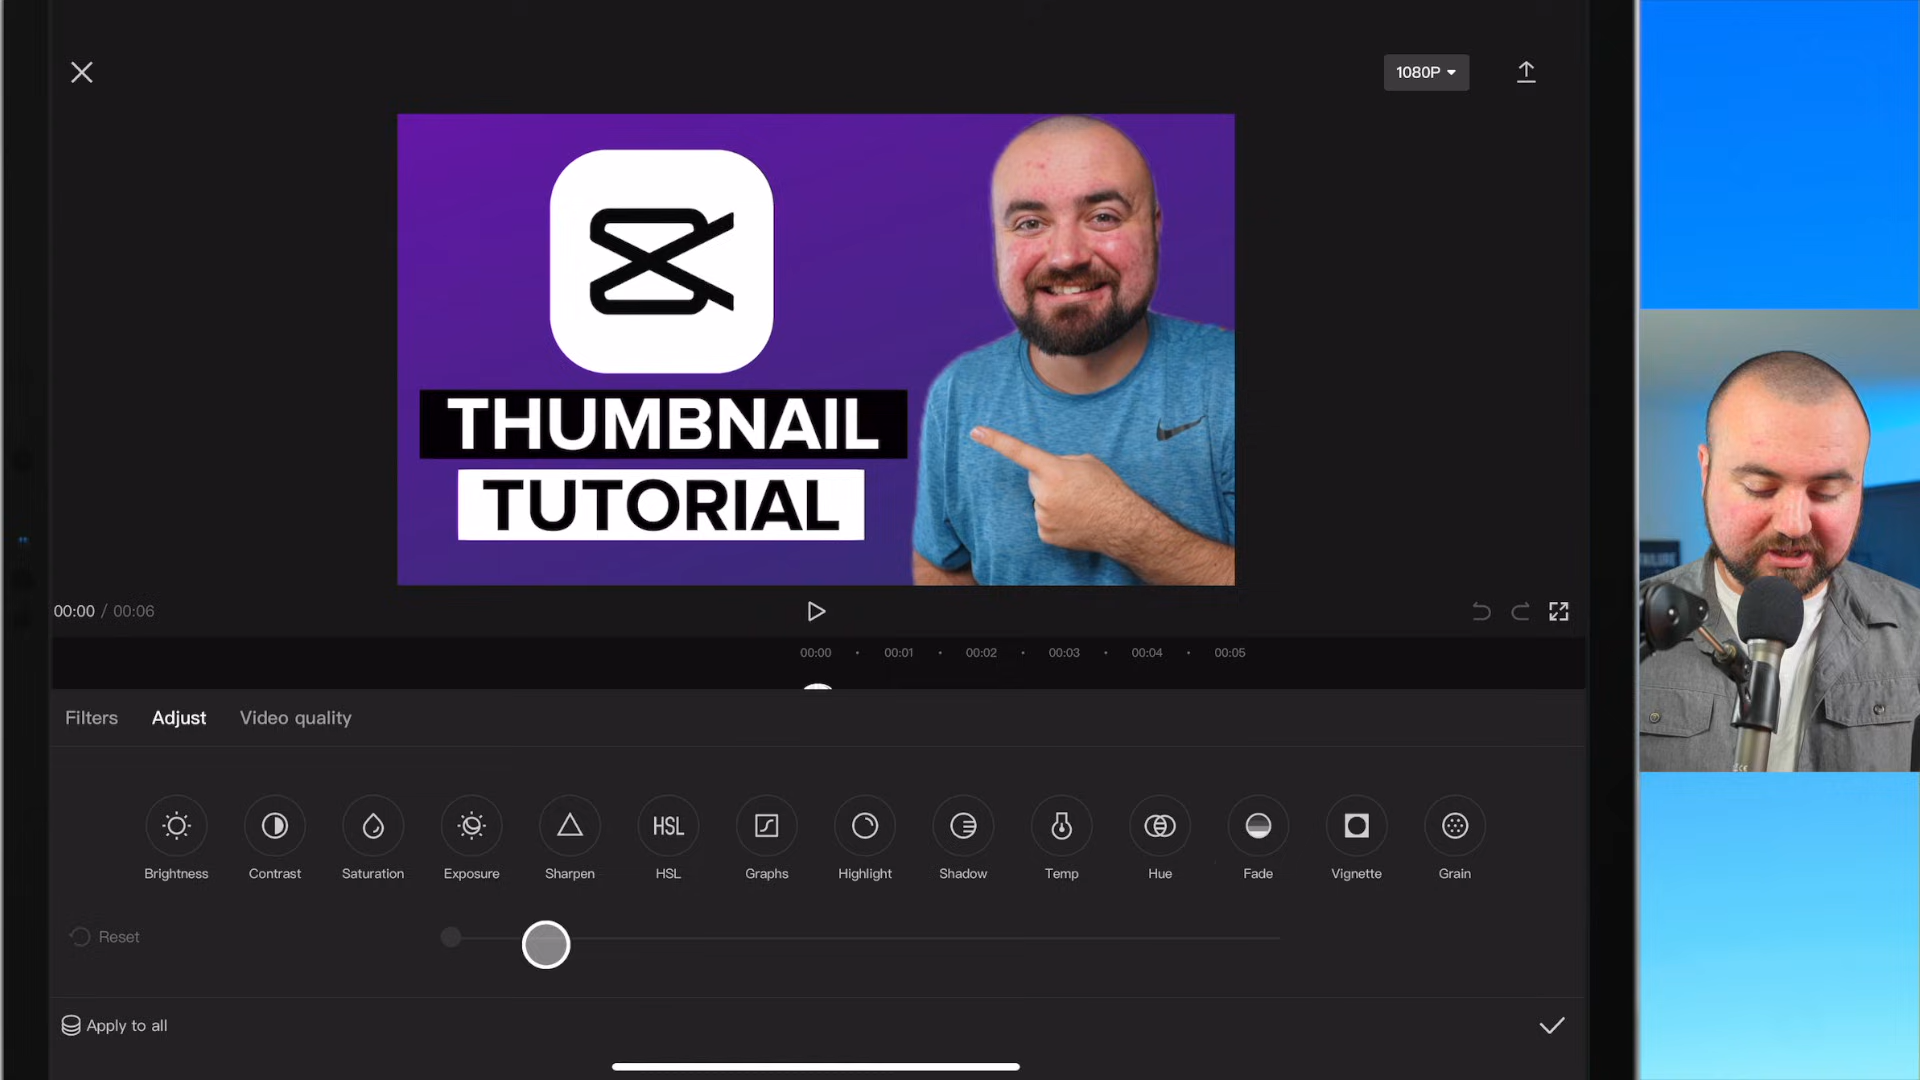 1080P
THUMBNAIL
TUTORIAL
00:00 / 00:06
00:00 00:01 00:02 00:03 00:04 00:05
Filters Adjust Video quality
HSL
Brightness Contrast Saturation Exposure Sharpen HSL Graphs Highlight Shadow Temp Hue Fade Vignette Grain
Reset
Apply to all